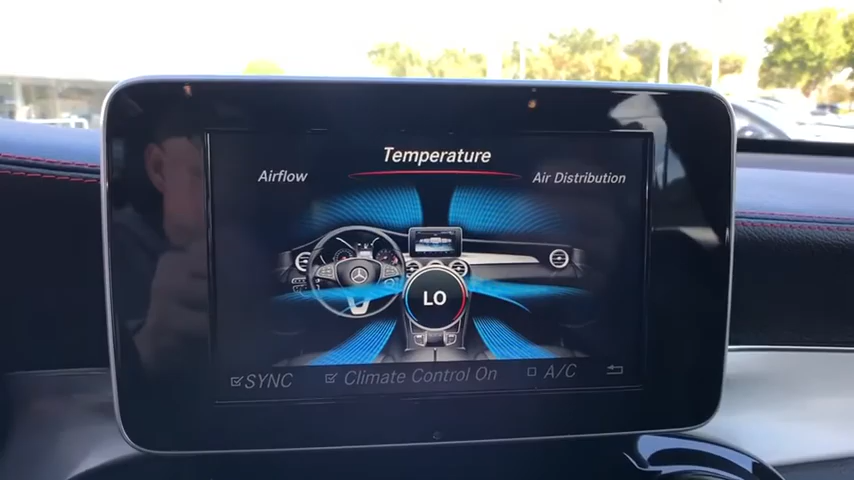 Temperature
Airflow
Air Distribution
LO
SYNC
Climate Control On
A/C